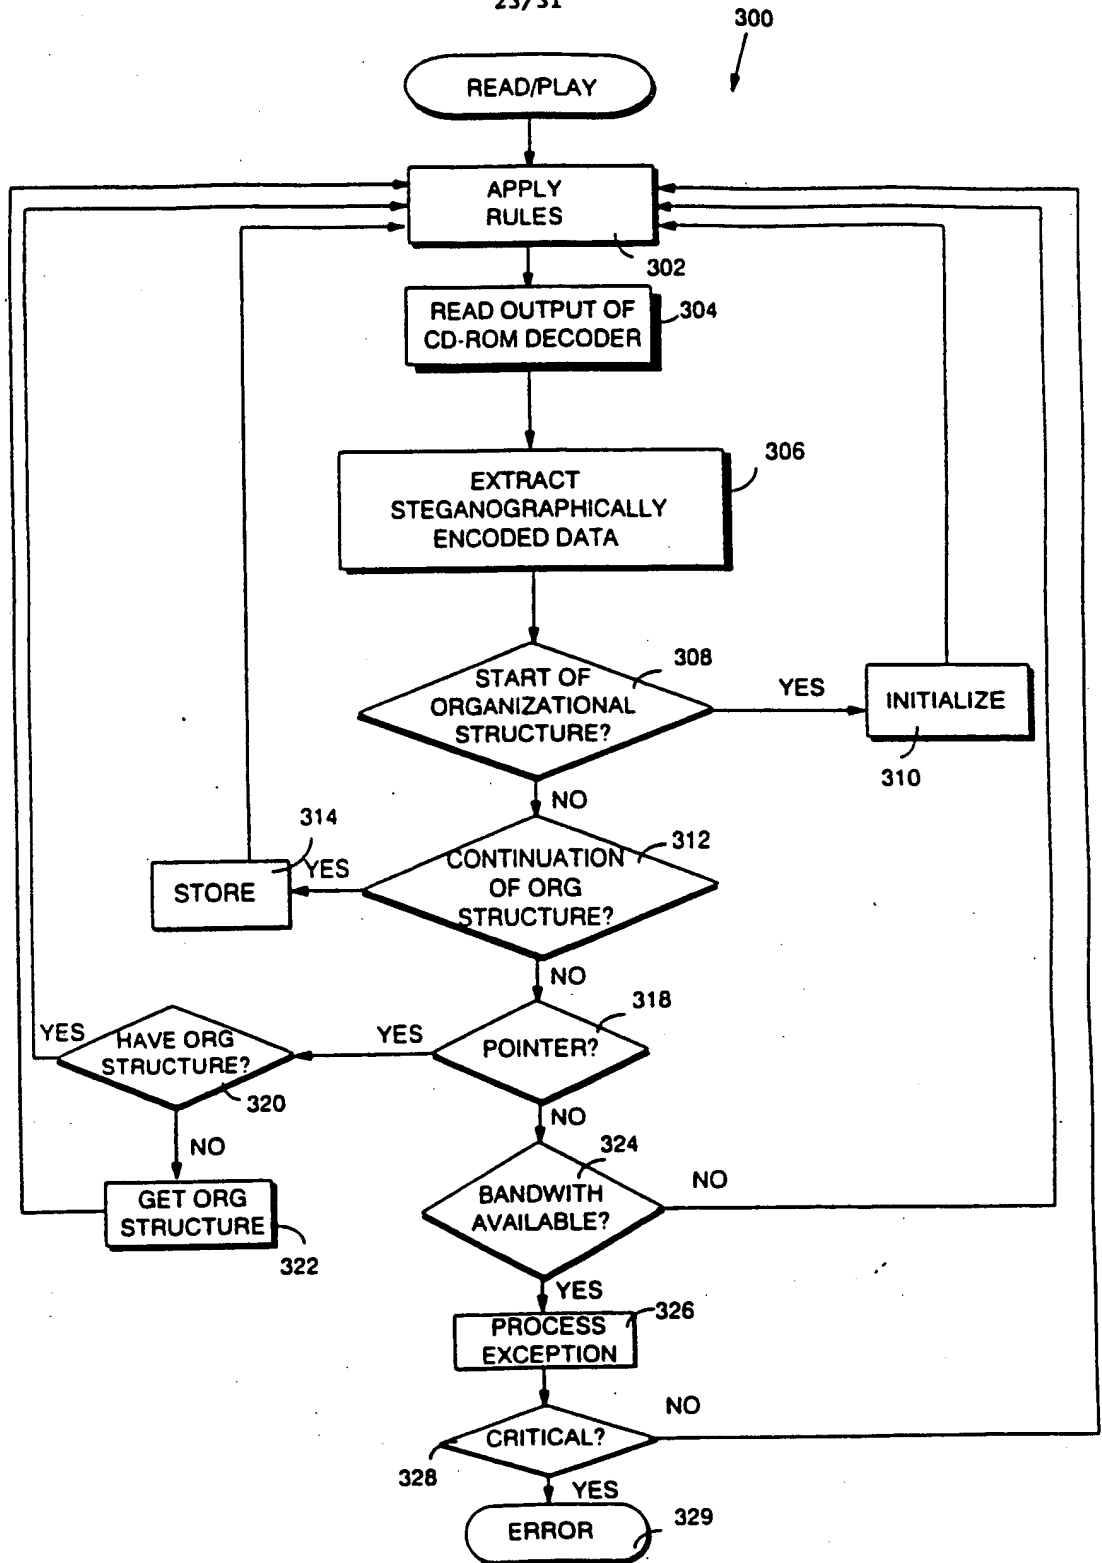 23/31
300
READ/PLAY
APPLY
RULES
302
READ OUTPUT OF
CD-ROM DECODER
304
EXTRACT
STEGANOGRAPHICALLY
ENCODED DATA
306
START OF
ORGANIZATIONAL
STRUCTURE?
308
YES
INITIALIZE
310
NO
CONTINUATION
OF ORG
STRUCTURE?
312
YES
314
STORE
NO
POINTER?
318
YES
HAVE ORG
STRUCTURE?
320
YES
NO
GET ORG
STRUCTURE
322
NO
BANDWITH
AVAILABLE?
324
NO
YES
PROCESS
EXCEPTION
326
CRITICAL?
328
NO
YES
ERROR
329